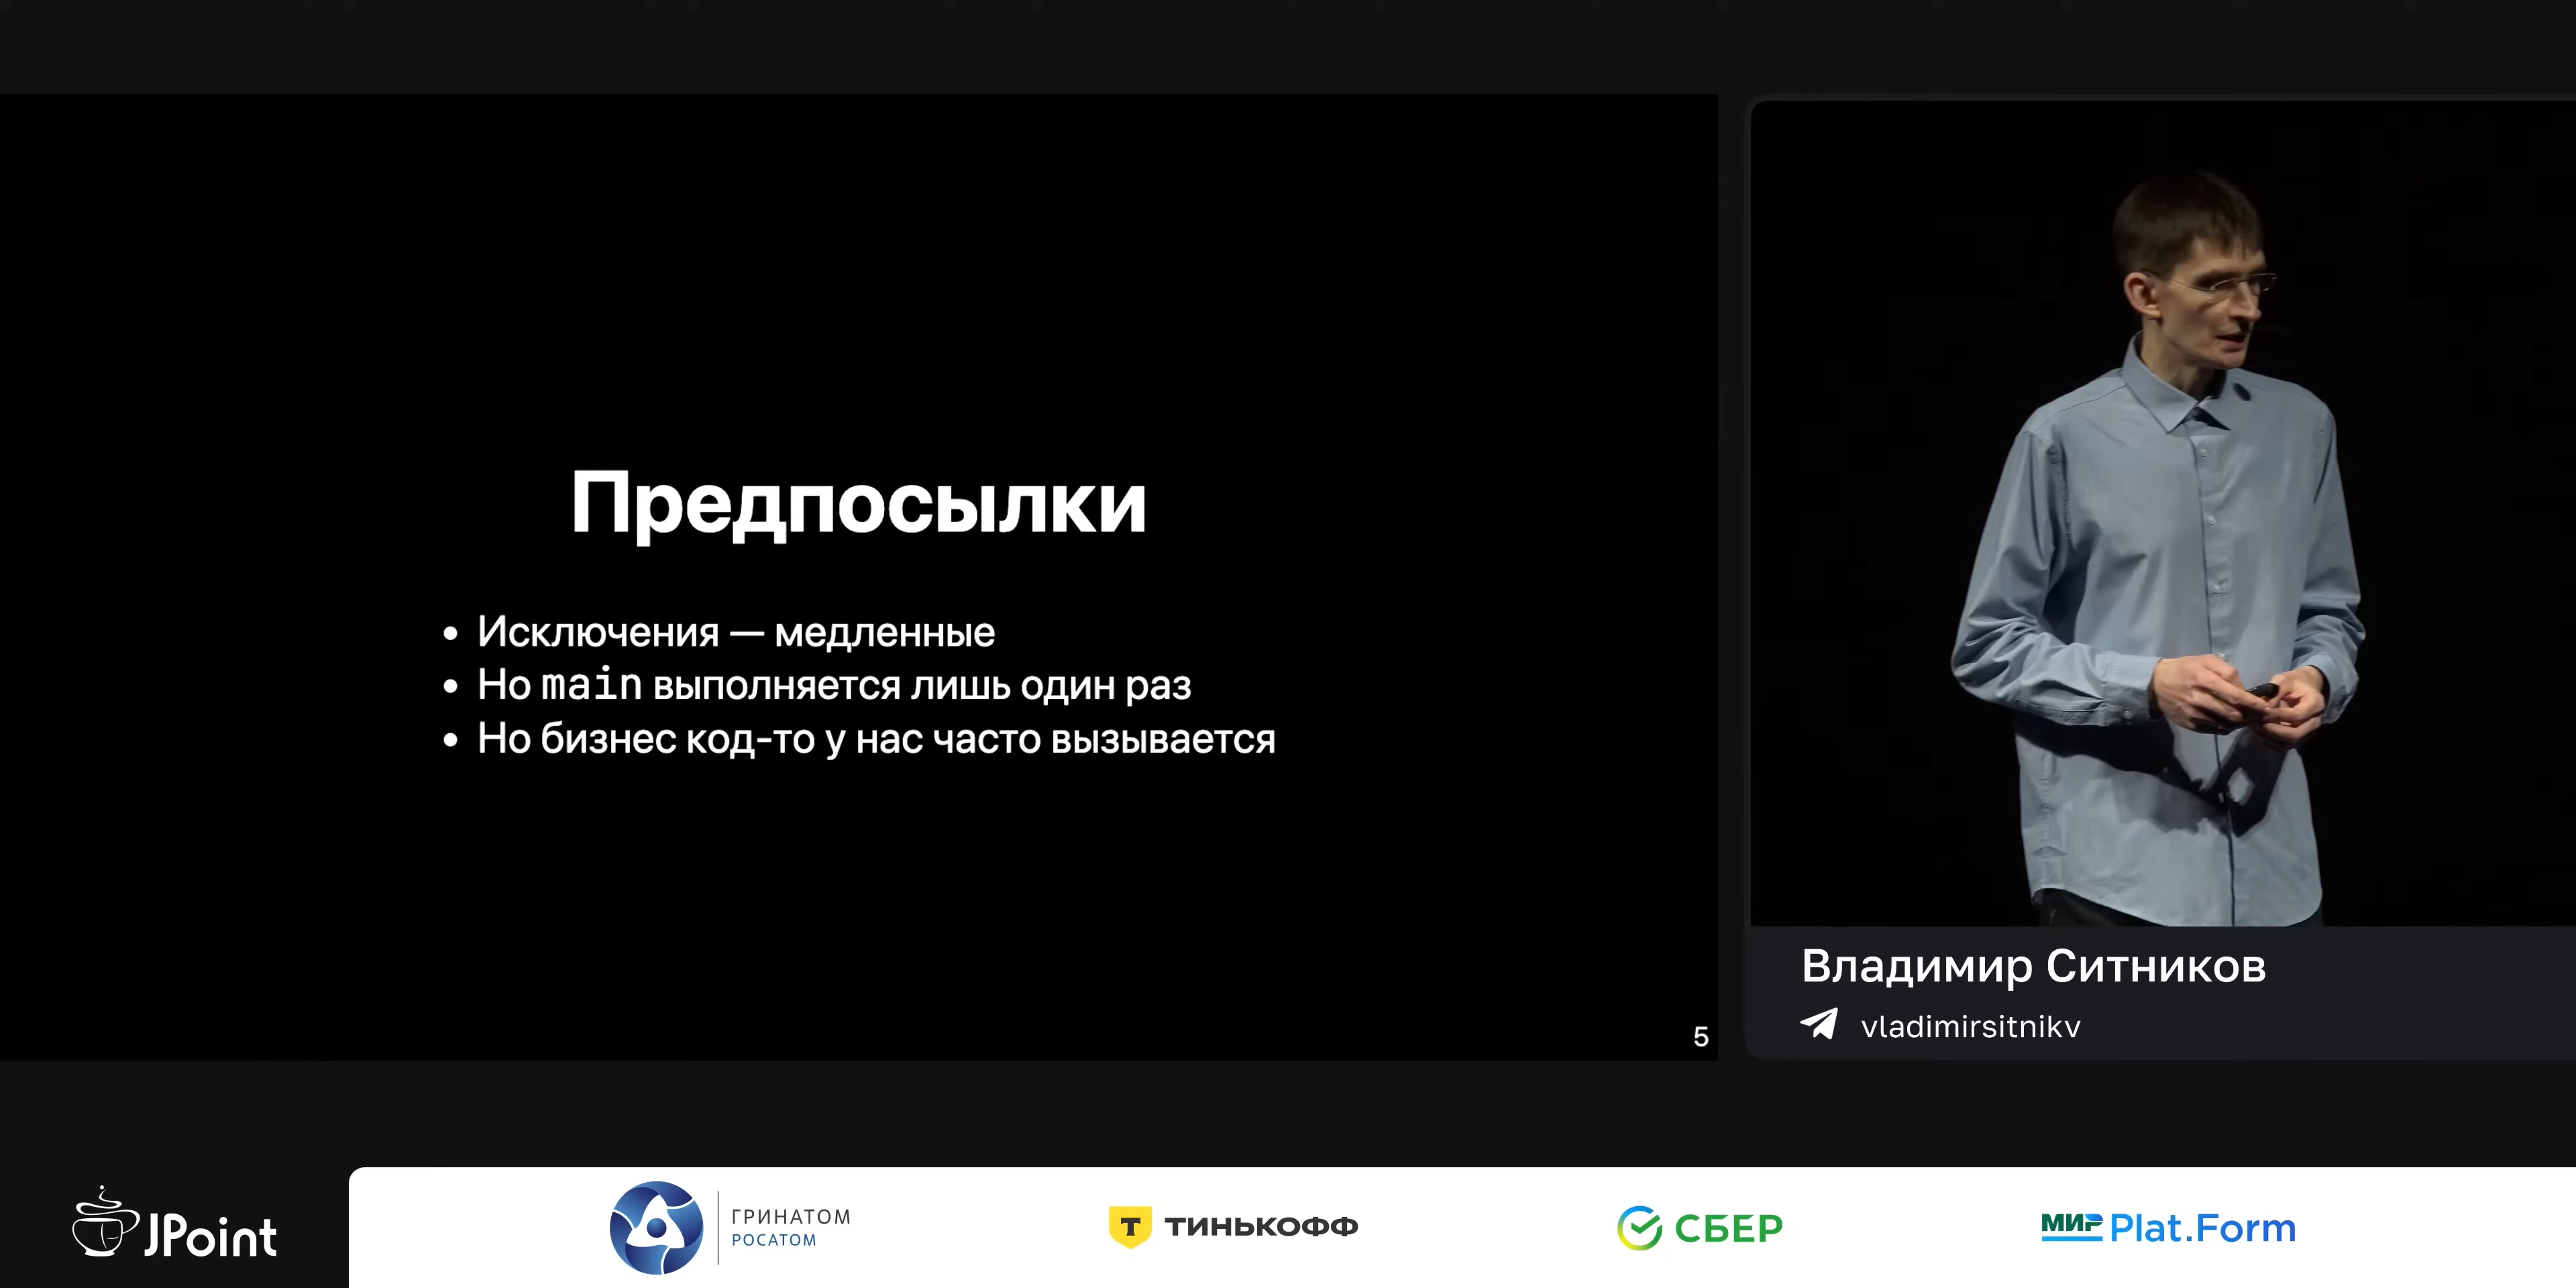 Предпосылки
• Исключения — медленные
• Но main выполняется лишь один раз
• Но бизнес код-то у нас часто вызывается
5
Владимир Ситников
vladimirsitnikv
JPoint
ГРИНАТОМ
РОСАТОМ
Т ТИНЬКОФФ
СБЕР
МИР Plat.Form